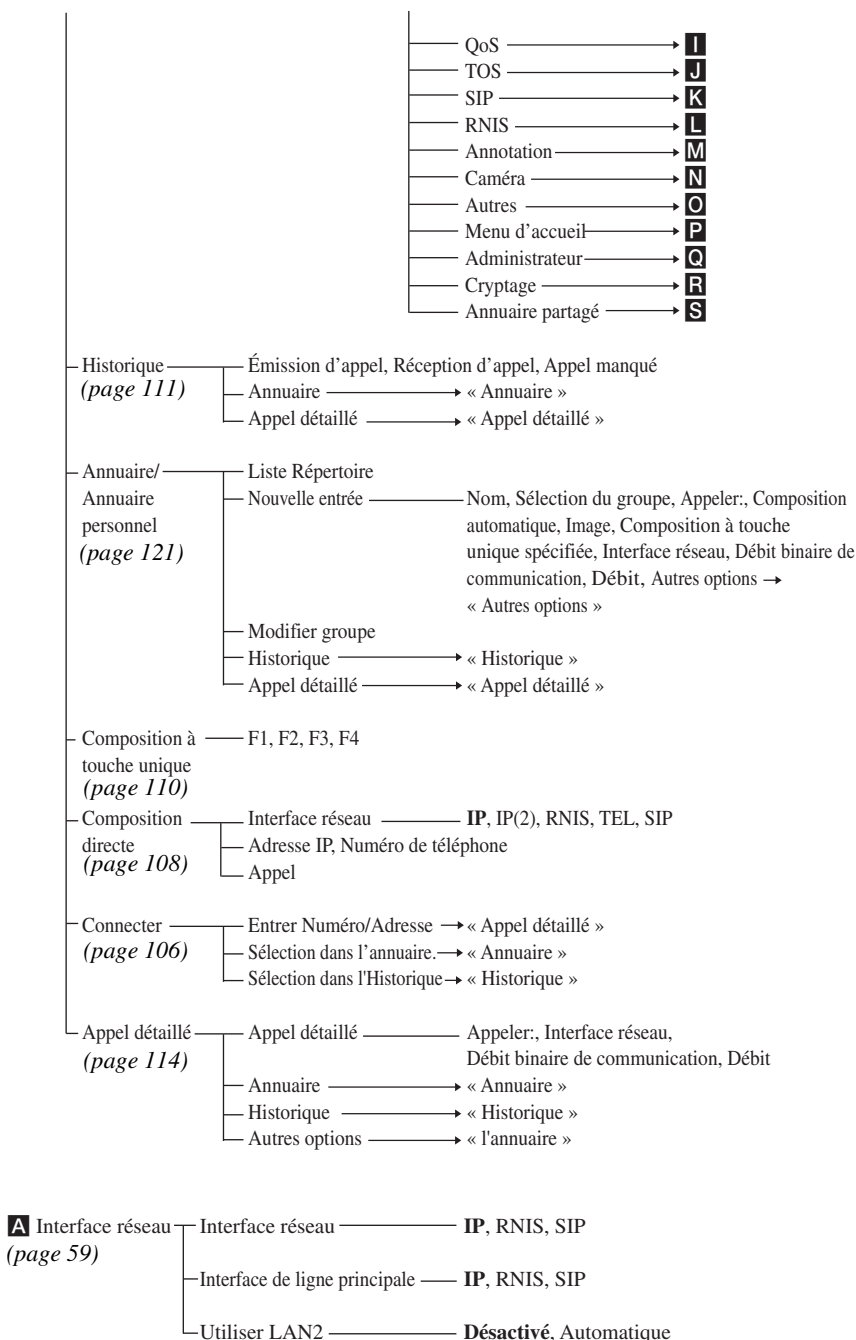 QoS → I
TOS → J
SIP → K
RNIS → L
Annotation → M
Caméra → N
Autres → O
Menu d’accueil → P
Administrateur → Q
Cryptage → R
Annuaire partagé → S
Historique
(page 111)
Émission d’appel, Réception d’appel, Appel manqué
Annuaire → « Annuaire »
Appel détaillé → « Appel détaillé »
Annuaire/
Annuaire
personnel
(page 121)
Liste Répertoire
Nouvelle entrée
Nom, Sélection du groupe, Appeler:, Composition
automatique, Image, Composition à touche
unique spécifiée, Interface réseau, Débit binaire de
communication, Débit, Autres options →
« Autres options »
Modifier groupe
Historique → « Historique »
Appel détaillé → « Appel détaillé »
Composition à
touche unique
(page 110)
F1, F2, F3, F4
Composition
directe
(page 108)
Interface réseau IP, IP(2), RNIS, TEL, SIP
Adresse IP, Numéro de téléphone
Appel
Connecter
(page 106)
Entrer Numéro/Adresse → « Appel détaillé »
Sélection dans l’annuaire. → « Annuaire »
Sélection dans l'Historique → « Historique »
Appel détaillé
(page 114)
Appel détaillé
Appeler:, Interface réseau,
Débit binaire de communication, Débit
Annuaire → « Annuaire »
Historique → « Historique »
Autres options → « l'annuaire »
A Interface réseau
(page 59)
Interface réseau IP, RNIS, SIP
Interface de ligne principale IP, RNIS, SIP
Utiliser LAN2 Désactivé, Automatique